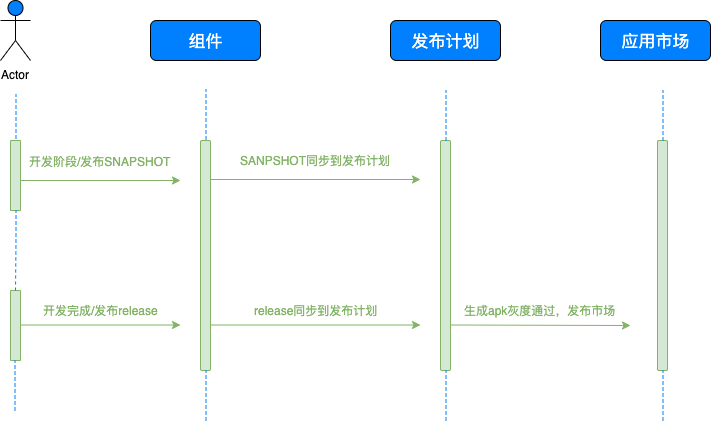 组件
发布计划
应用市场
Actor
开发阶段/发布SNAPSHOT
SANPSHOT同步到发布计划
开发完成/发布release
release同步到发布计划
生成apk灰度通过，发布市场